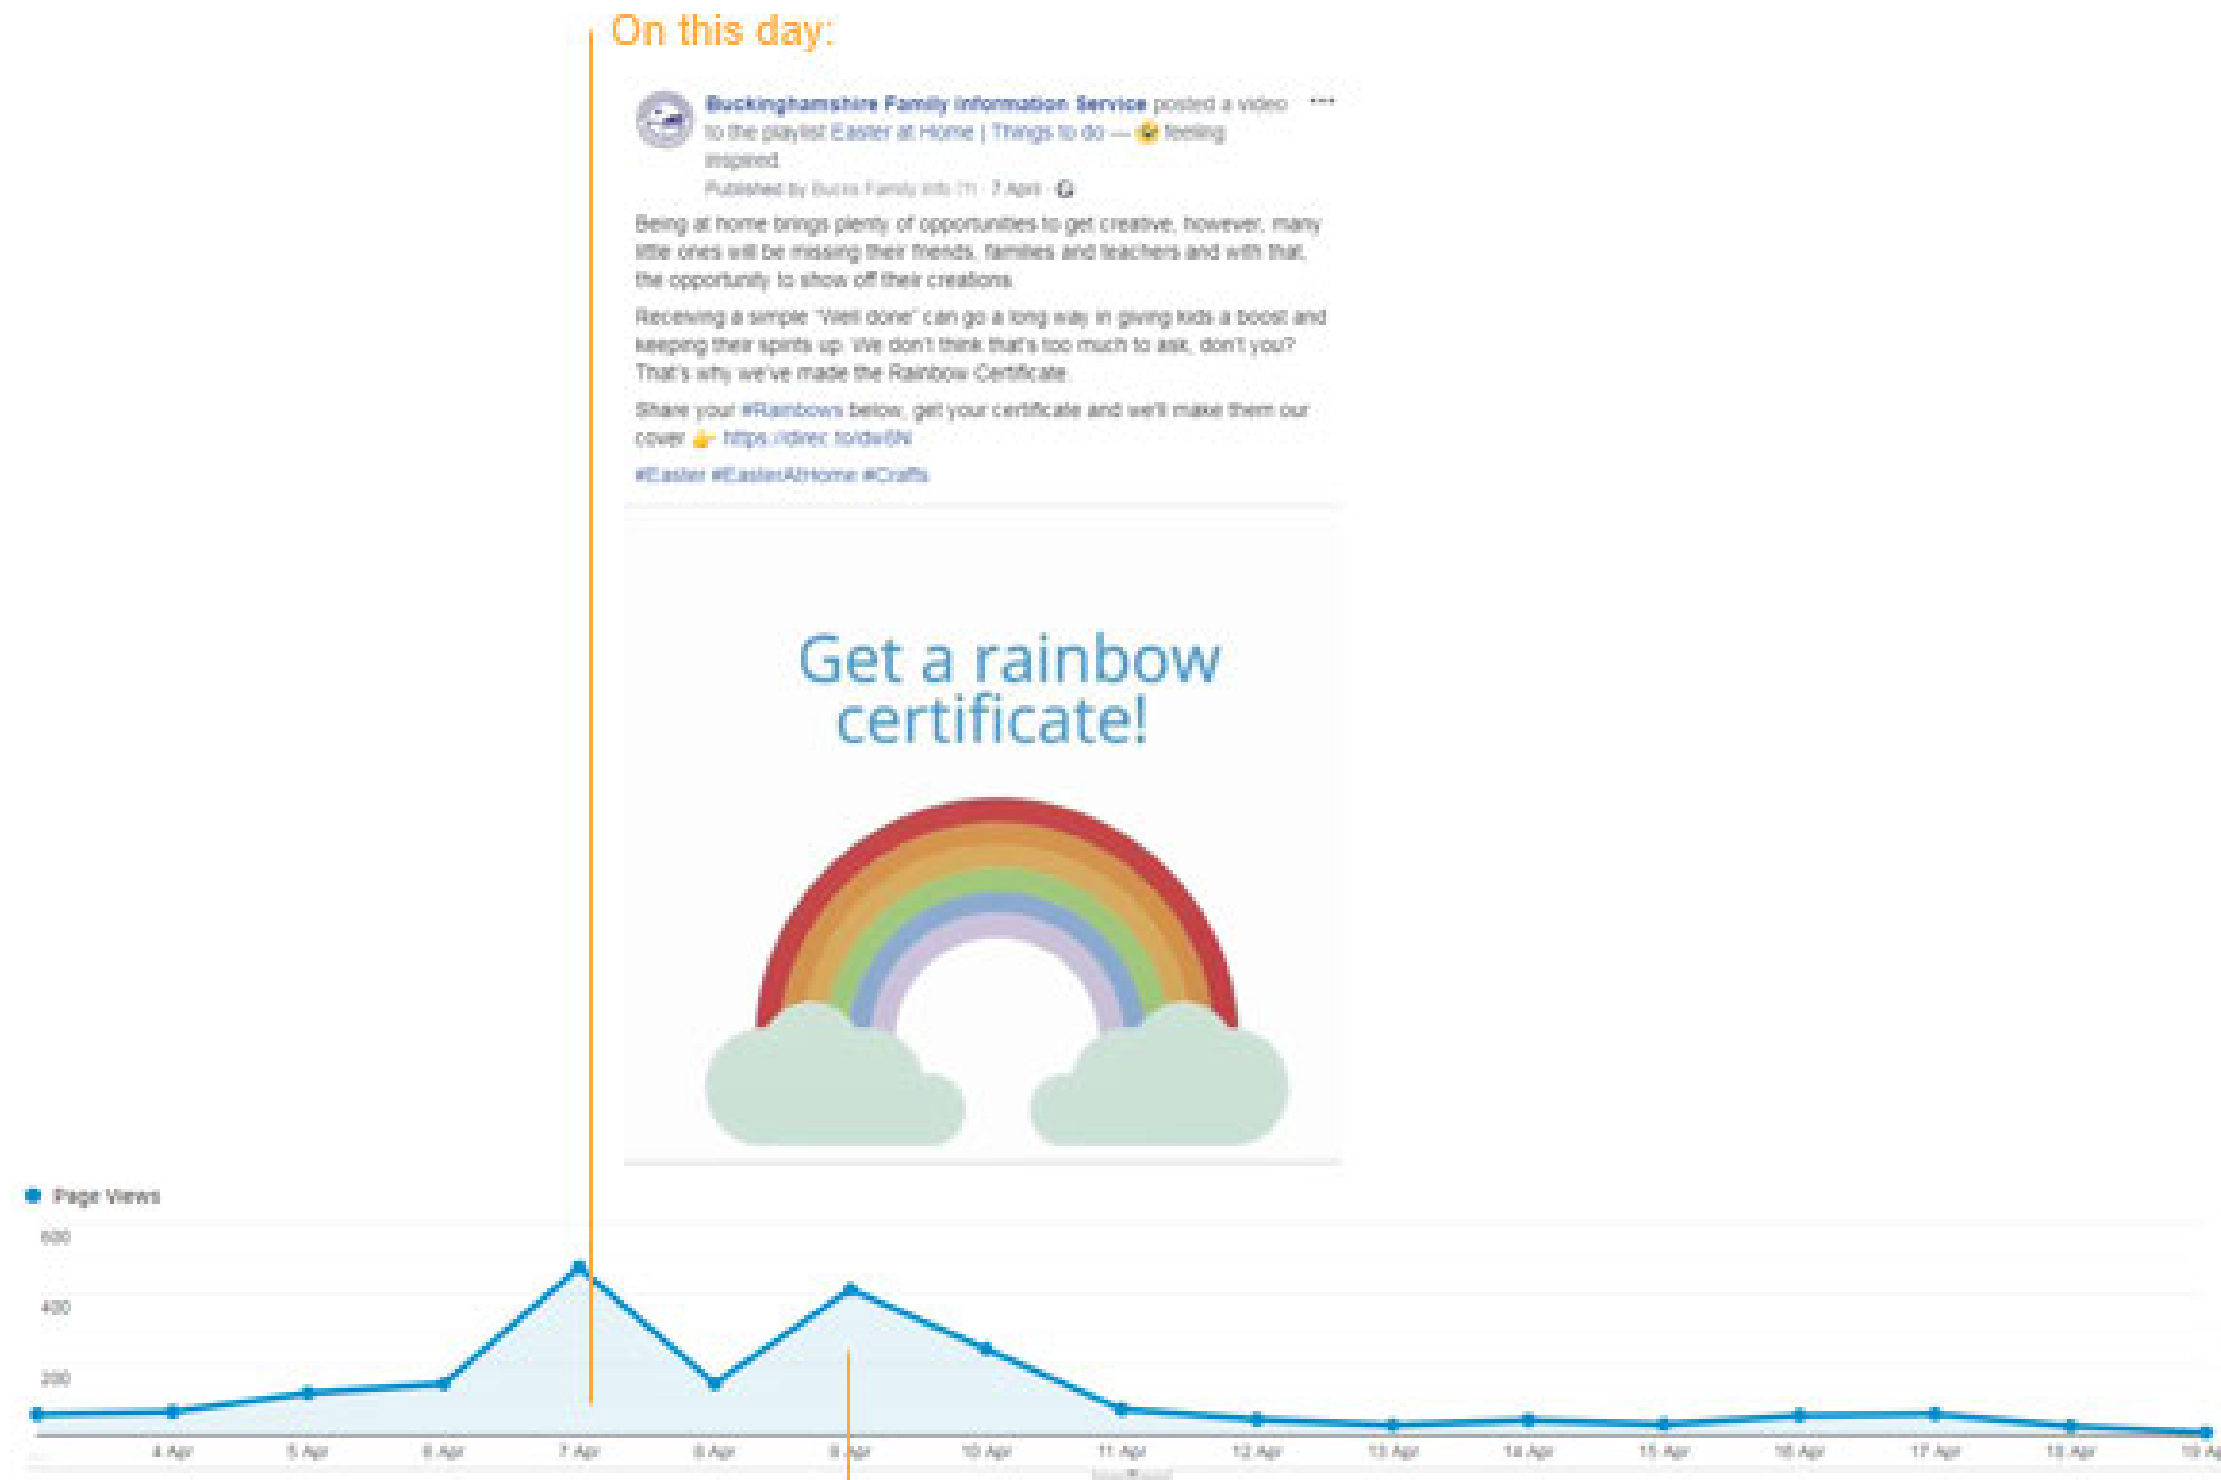 On this day:
Buckinghamshire Family Information Service posted a video
to the playlist Easter at Home | Things to do — 😀 feeling
inspired.
Published by Bucks Family Info [?] · 7 April ·
Being at home brings plenty of opportunities to get creative, however, many
little ones will be missing their friends, families and teachers and with that,
the opportunity to show off their creations.
Receiving a simple "Well done" can go a long way in giving kids a boost and
keeping their spirits up. We don't think that's too much to ask, don't you?
That's why we've made the Rainbow Certificate.
Share your #Rainbows below, get your certificate and we'll make them our
cover 👉
#Easter #EasterAtHome #Crafts
Get a rainbow
certificate!
Page Views
600
400
200
4 Apr 5 Apr 6 Apr 7 Apr 8 Apr 9 Apr 10 Apr 11 Apr 12 Apr 13 Apr 14 Apr 15 Apr 16 Apr 17 Apr 18 Apr 19 Ap